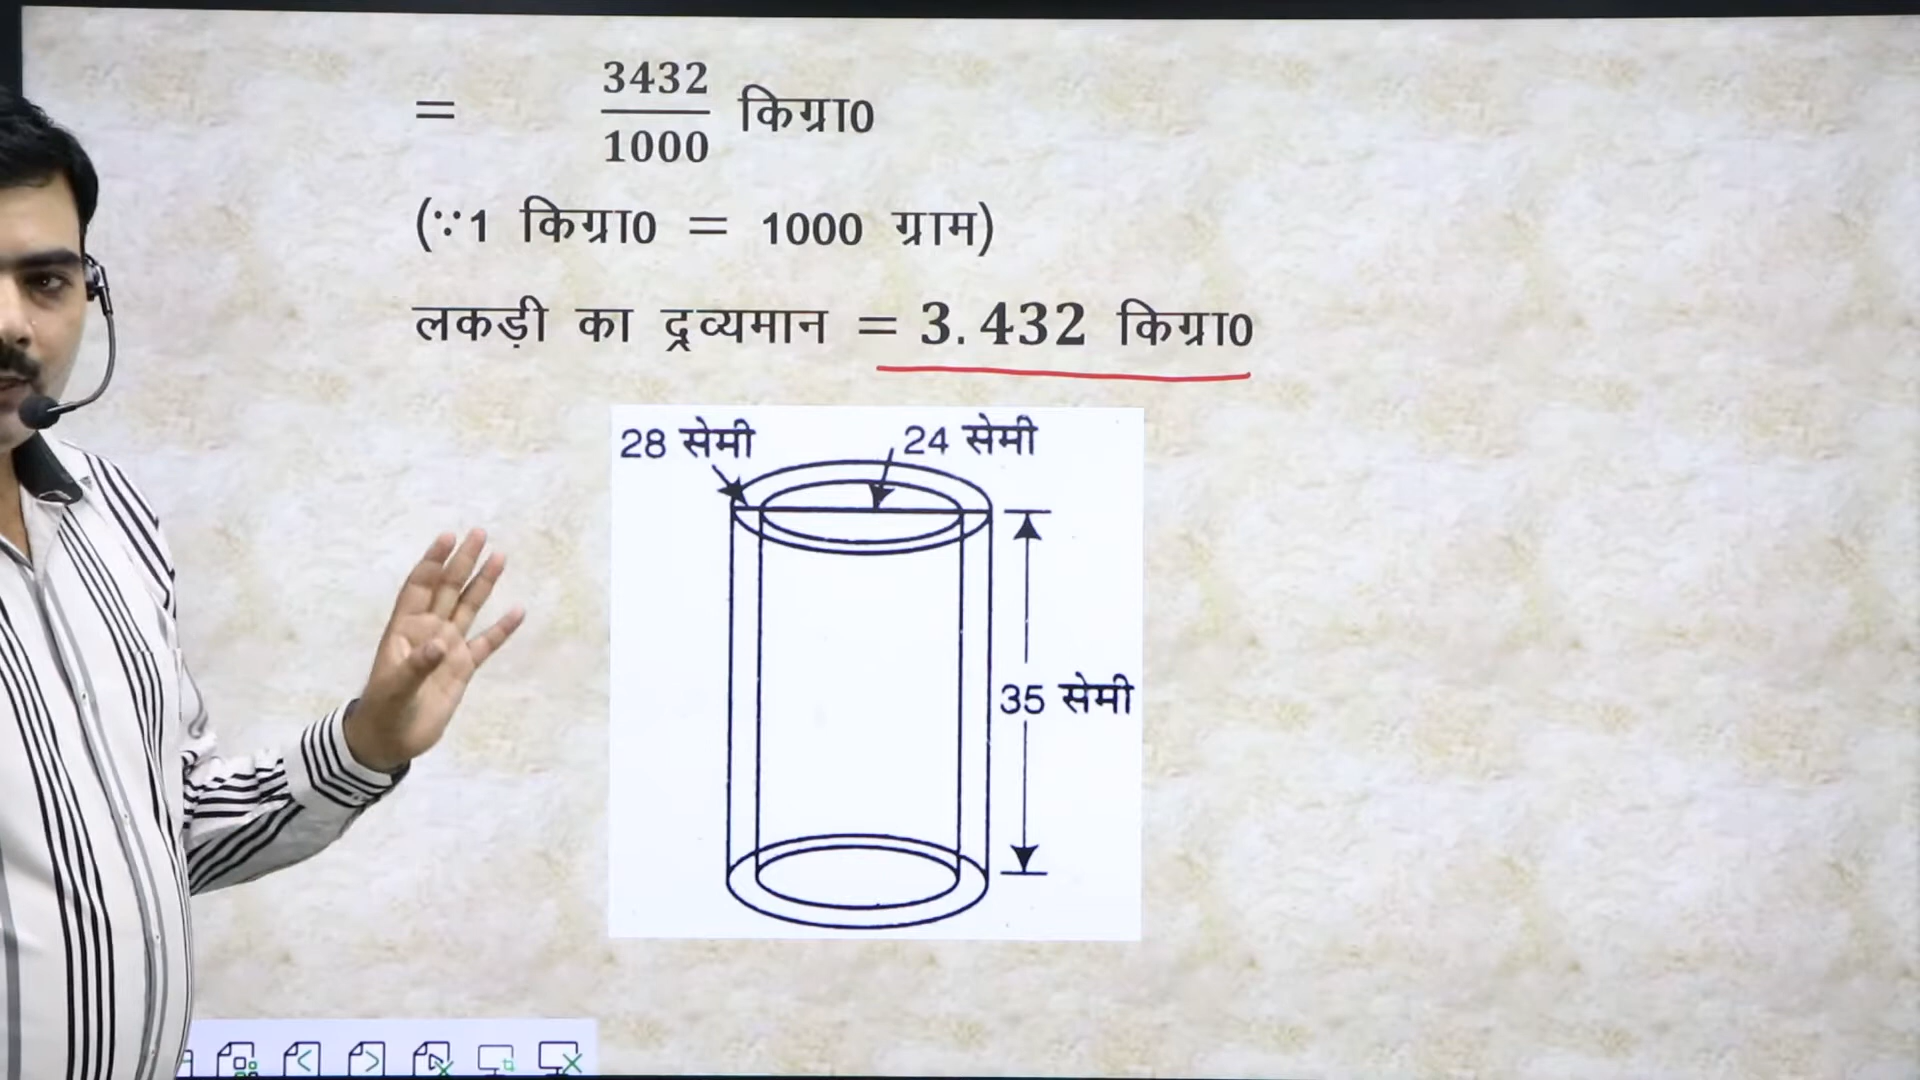 = 3432/1000 किग्रा0
(∵1 किग्रा0 = 1000 ग्राम)
लकड़ी का द्रव्यमान = 3.432 किग्रा0
28 सेमी
24 सेमी
35 सेमी